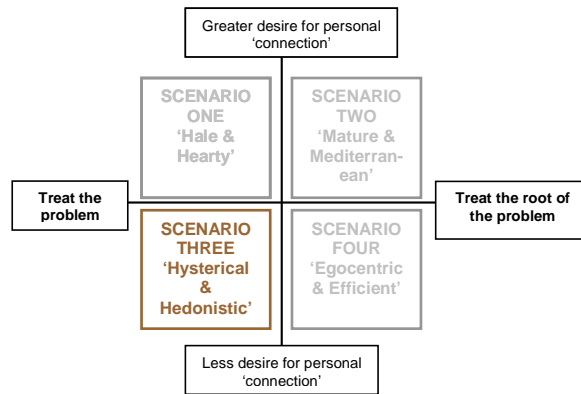 Greater desire for personal
‘connection’
SCENARIO
ONE
‘Hale &
Hearty’
SCENARIO
TWO
‘Mature &
Mediterran-
ean’
Treat the
problem
Treat the root of
the problem
SCENARIO
THREE
‘Hysterical
&
Hedonistic’
SCENARIO
FOUR
‘Egocentric
& Efficient’
Less desire for personal
‘connection’